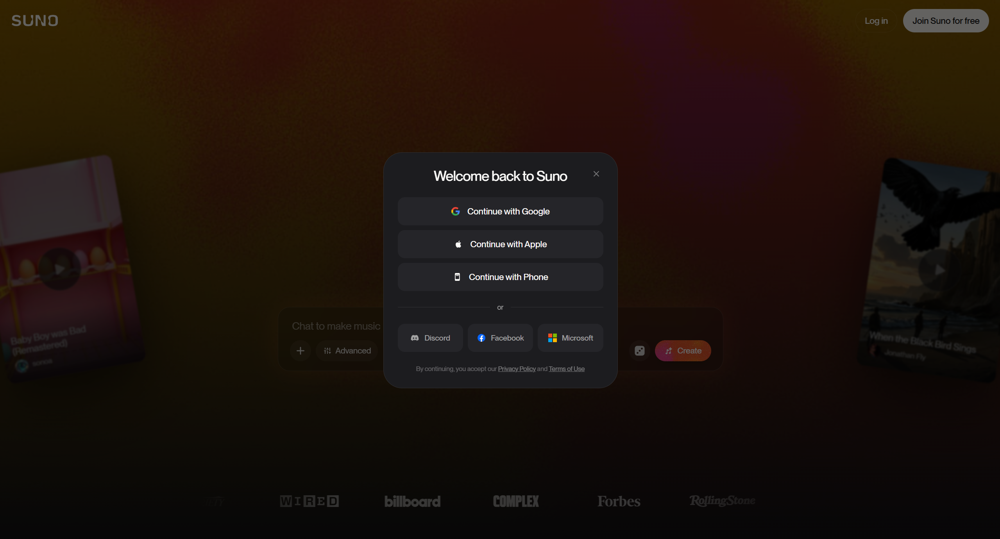 SUNO
Log in
Join Suno for free
Welcome back to Suno
Continue with Google
Continue with Apple
Continue with Phone
or
Discord
Facebook
Microsoft
By continuing, you accept our Privacy Policy and Terms of Use
Chat to make music
Advanced
Create
Baby Boy was Bad
(Remastered)
sonoa
When the Black Bird Sings
Jonathan Fly
WIRED
billboard
COMPLEX
Forbes
RollingStone